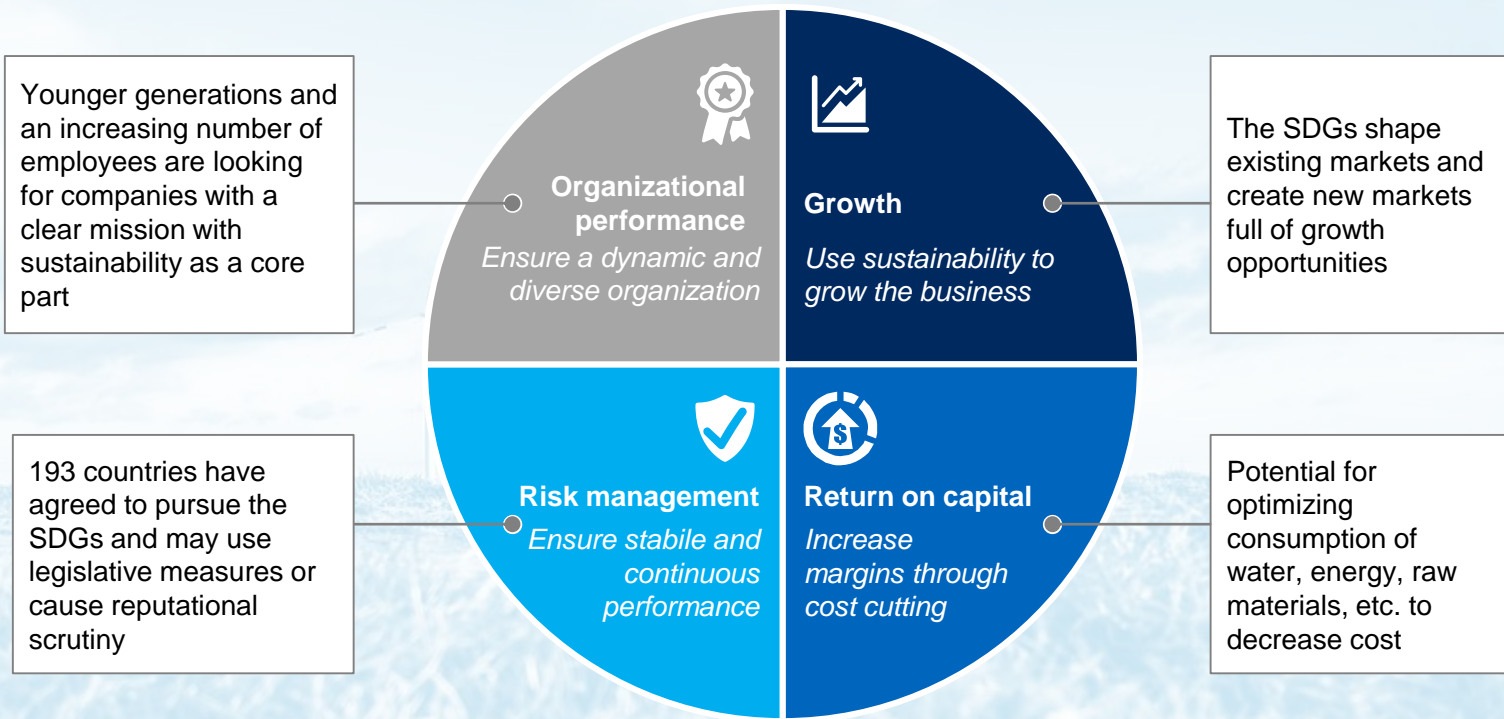 Younger generations and
an increasing number of
employees are looking
for companies with a
clear mission with
sustainability as a core
part
Organizational
performance
Ensure a dynamic and
diverse organization
Growth
Use sustainability to
grow the business
The SDGs shape
existing markets and
create new markets
full of growth
opportunities
193 countries have
agreed to pursue the
SDGs and may use
legislative measures or
cause reputational
scrutiny
Risk management
Ensure stabile and
continuous
performance
$
Return on capital
Increase
margins through
cost cutting
Potential for
optimizing
consumption of
water, energy, raw
materials, etc. to
decrease cost